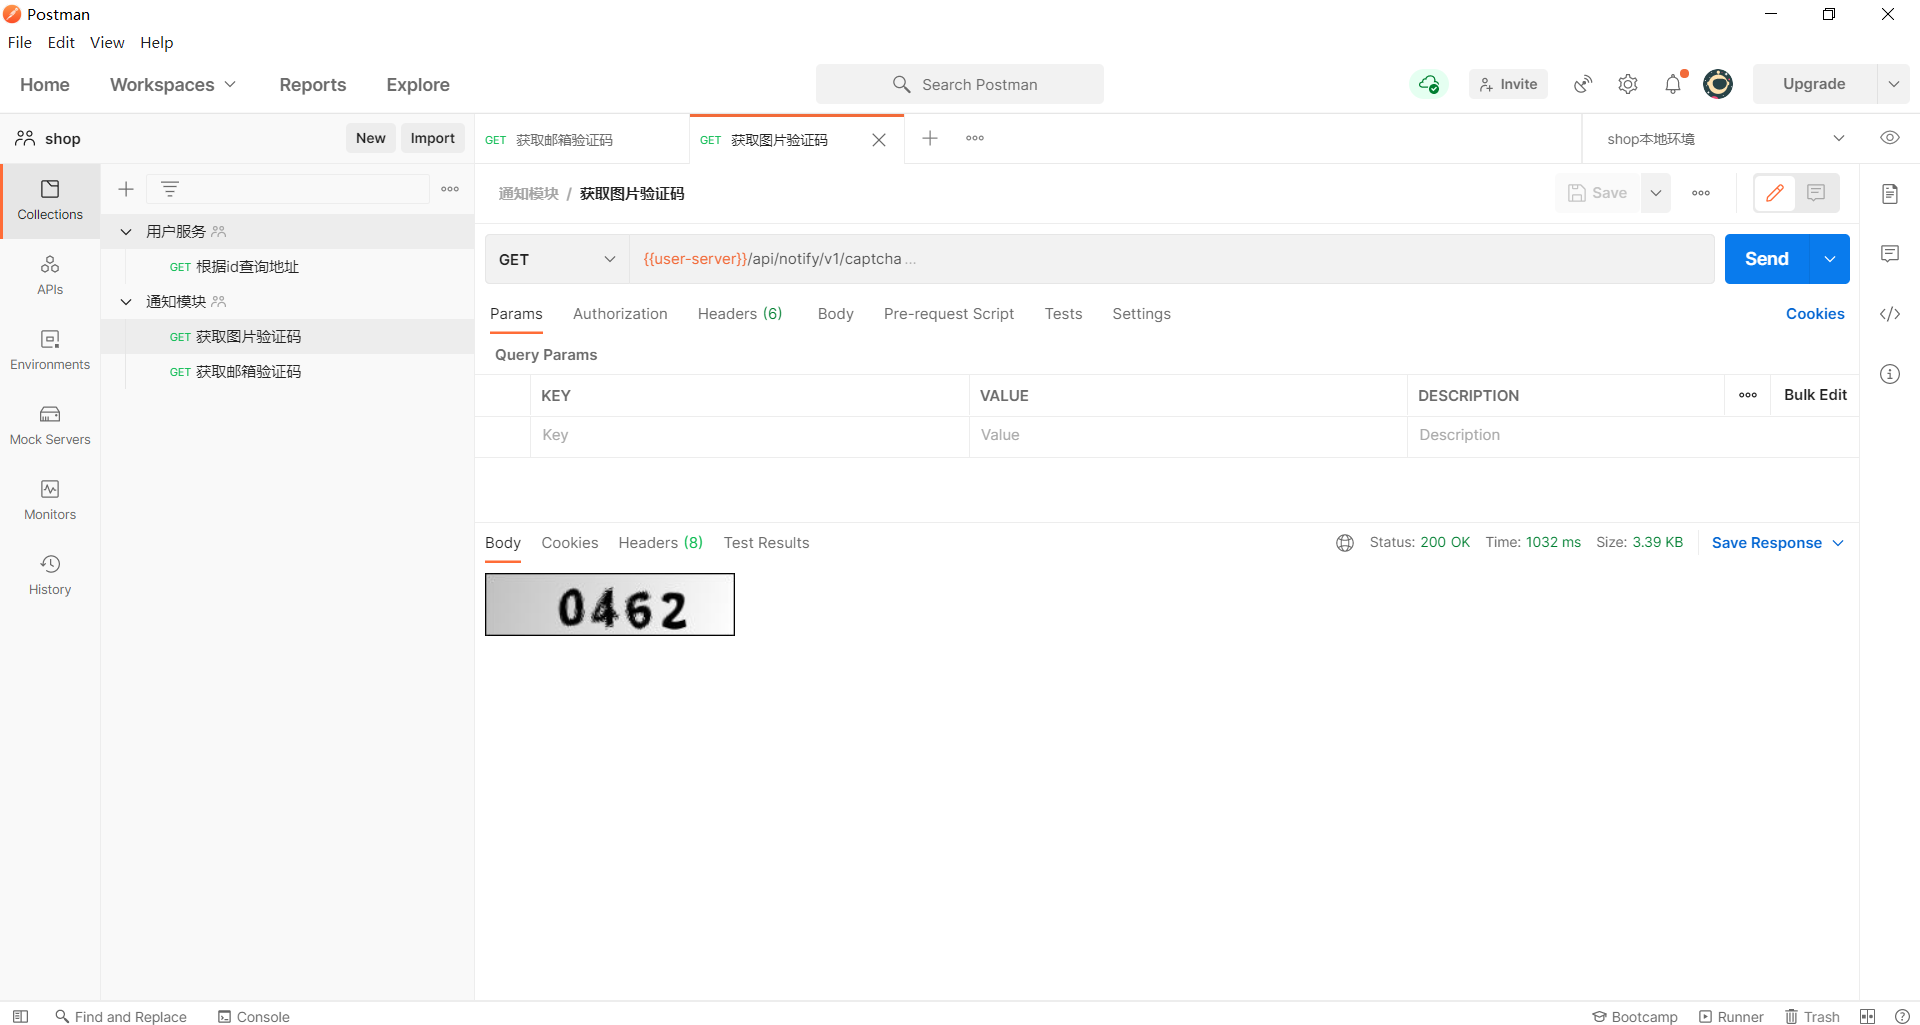 Postman
File Edit View Help
Home Workspaces Reports Explore Search Postman Invite Upgrade
shop New Import GET 获取邮箱验证码 GET 获取图片验证码 shop本地环境
通知模块 / 获取图片验证码 Save
Collections
用户服务
GET 根据id查询地址
通知模块
GET 获取图片验证码
GET 获取邮箱验证码
APIs
Environments
Mock Servers
Monitors
History
GET {{user-server}}/api/notify/v1/captcha ... Send
Params Authorization Headers (6) Body Pre-request Script Tests Settings Cookies
Query Params
KEY VALUE DESCRIPTION Bulk Edit
Key Value Description
Body Cookies Headers (8) Test Results Status: 200 OK Time: 1032 ms Size: 3.39 KB Save Response
0462
Find and Replace Console Bootcamp Runner Trash